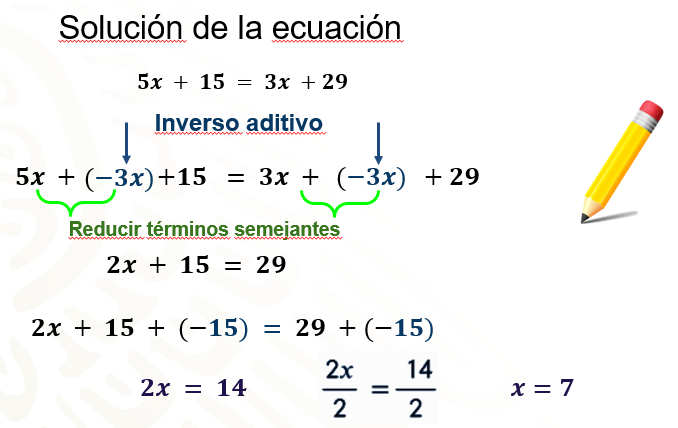 Solución de la ecuación
5x + 15 = 3x + 29
Inverso aditivo
5x + (−3x)+15 = 3x + (−3x) + 29
Reducir términos semejantes
2x + 15 = 29
2x + 15 + (−15) = 29 + (−15)
2x = 14 2x/2 = 14/2 x = 7